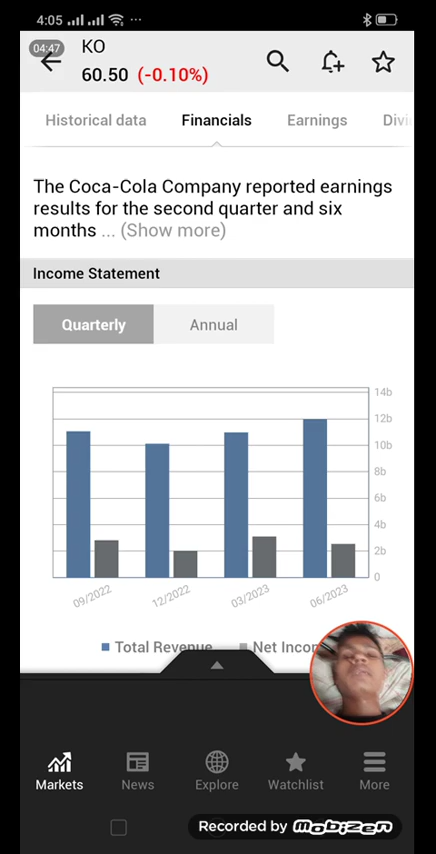 4:05
04:47
KO
60.50 (-0.10%)
Historical data Financials Earnings Divi
The Coca-Cola Company reported earnings
results for the second quarter and six
months ... (Show more)
Income Statement
Quarterly Annual
14b
12b
10b
8b
6b
4b
2b
0
09/2022 12/2022 03/2023 06/2023
Total Revenue Net Incom
Markets News Explore Watchlist More
Recorded by MOBIZEN